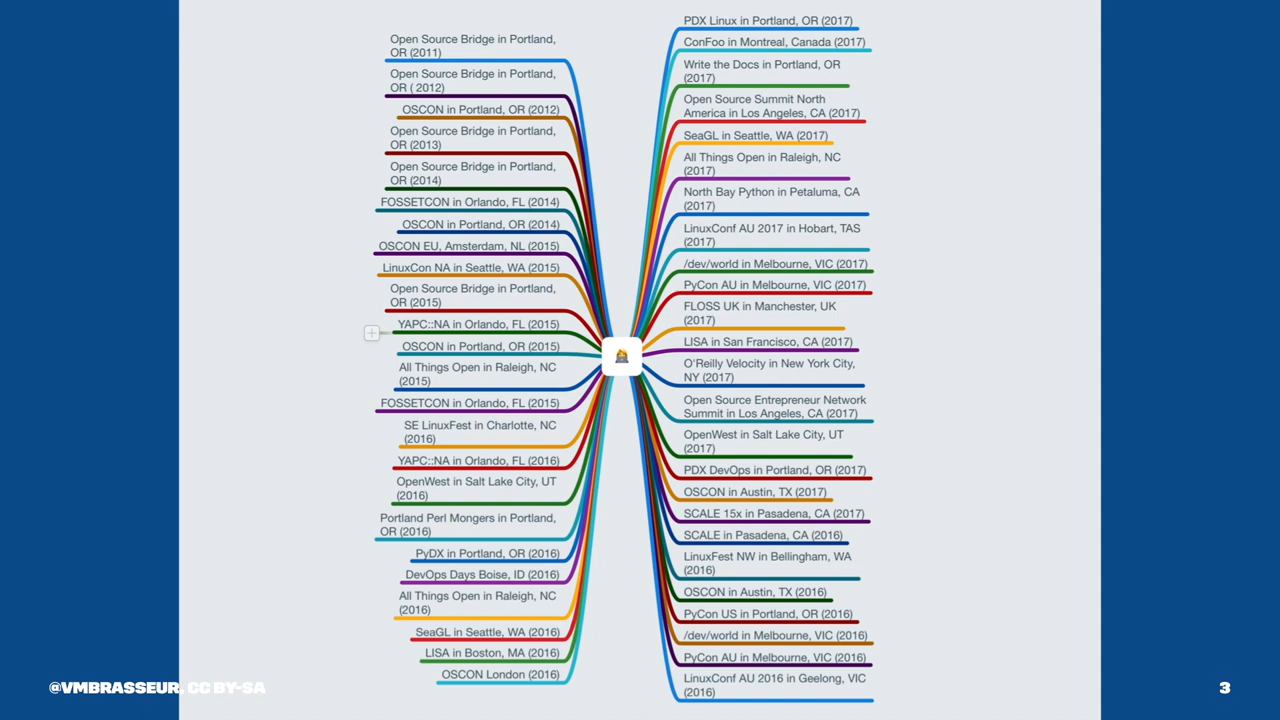 Open Source Bridge in Portland,
OR (2011)
Open Source Bridge in Portland,
OR ( 2012)
OSCON in Portland, OR (2012)
Open Source Bridge in Portland,
OR (2013)
Open Source Bridge in Portland,
OR (2014)
FOSSETCON in Orlando, FL (2014)
OSCON in Portland, OR (2014)
OSCON EU, Amsterdam, NL (2015)
LinuxCon NA in Seattle, WA (2015)
Open Source Bridge in Portland,
OR (2015)
YAPC::NA in Orlando, FL (2015)
OSCON in Portland, OR (2015)
All Things Open in Raleigh, NC
(2015)
FOSSETCON in Orlando, FL (2015)
SE LinuxFest in Charlotte, NC
(2016)
YAPC::NA in Orlando, FL (2016)
OpenWest in Salt Lake City, UT
(2016)
Portland Perl Mongers in Portland,
OR (2016)
PyDX in Portland, OR (2016)
DevOps Days Boise, ID (2016)
All Things Open in Raleigh, NC
(2016)
SeaGL in Seattle, WA (2016)
LISA in Boston, MA (2016)
OSCON London (2016)
PDX Linux in Portland, OR (2017)
ConFoo in Montreal, Canada (2017)
Write the Docs in Portland, OR
(2017)
Open Source Summit North
America in Los Angeles, CA (2017)
SeaGL in Seattle, WA (2017)
All Things Open in Raleigh, NC
(2017)
North Bay Python in Petaluma, CA
(2017)
LinuxConf AU 2017 in Hobart, TAS
(2017)
/dev/world in Melbourne, VIC (2017)
PyCon AU in Melbourne, VIC (2017)
FLOSS UK in Manchester, UK
(2017)
LISA in San Francisco, CA (2017)
O'Reilly Velocity in New York City,
NY (2017)
Open Source Entrepreneur Network
Summit in Los Angeles, CA (2017)
OpenWest in Salt Lake City, UT
(2017)
PDX DevOps in Portland, OR (2017)
OSCON in Austin, TX (2017)
SCALE 15x in Pasadena, CA (2017)
SCALE in Pasadena, CA (2016)
LinuxFest NW in Bellingham, WA
(2016)
OSCON in Austin, TX (2016)
PyCon US in Portland, OR (2016)
/dev/world in Melbourne, VIC (2016)
PyCon AU in Melbourne, VIC (2016)
LinuxConf AU 2016 in Geelong, VIC
(2016)
@VMBRASSEUR, CC BY-SA
3